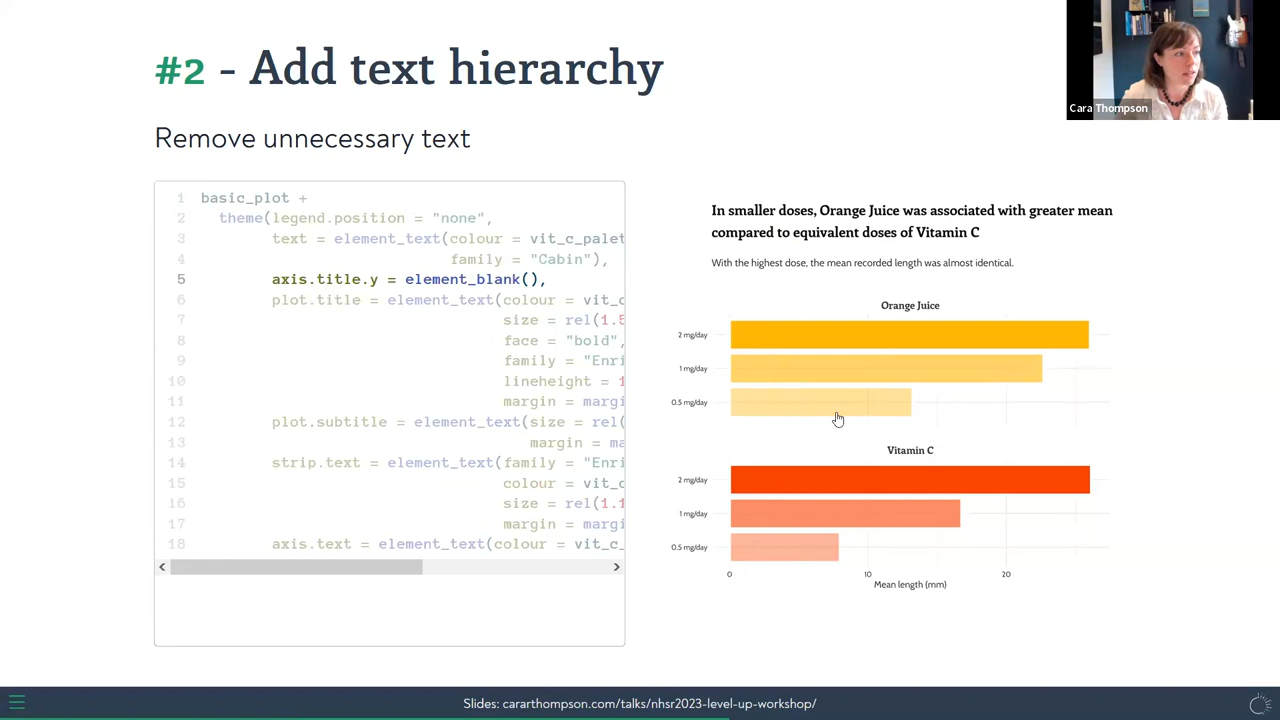 #2 - Add text hierarchy
Cara Thompson
Remove unnecessary text
1 basic_plot +
2 theme(legend.position = "none",
3 text = element_text(colour = vit_c_palet
4 family = "Cabin"),
5 axis.title.y = element_blank(),
6 plot.title = element_text(colour = vit_c
7 size = rel(1.5
8 face = "bold",
9 family = "Enri
10 lineheight = 1
11 margin = margi
12 plot.subtitle = element_text(size = rel(
13 margin = ma
14 strip.text = element_text(family = "Enri
15 colour = vit_c
16 size = rel(1.1
17 margin = margi
18 axis.text = element_text(colour = vit_c_
In smaller doses, Orange Juice was associated with greater mean
compared to equivalent doses of Vitamin C
With the highest dose, the mean recorded length was almost identical.
Orange Juice
2 mg/day
1 mg/day
0.5 mg/day
Vitamin C
2 mg/day
1 mg/day
0.5 mg/day
0 10 20
Mean length (mm)
Slides: cararthompson.com/talks/nhsr2023-level-up-workshop/